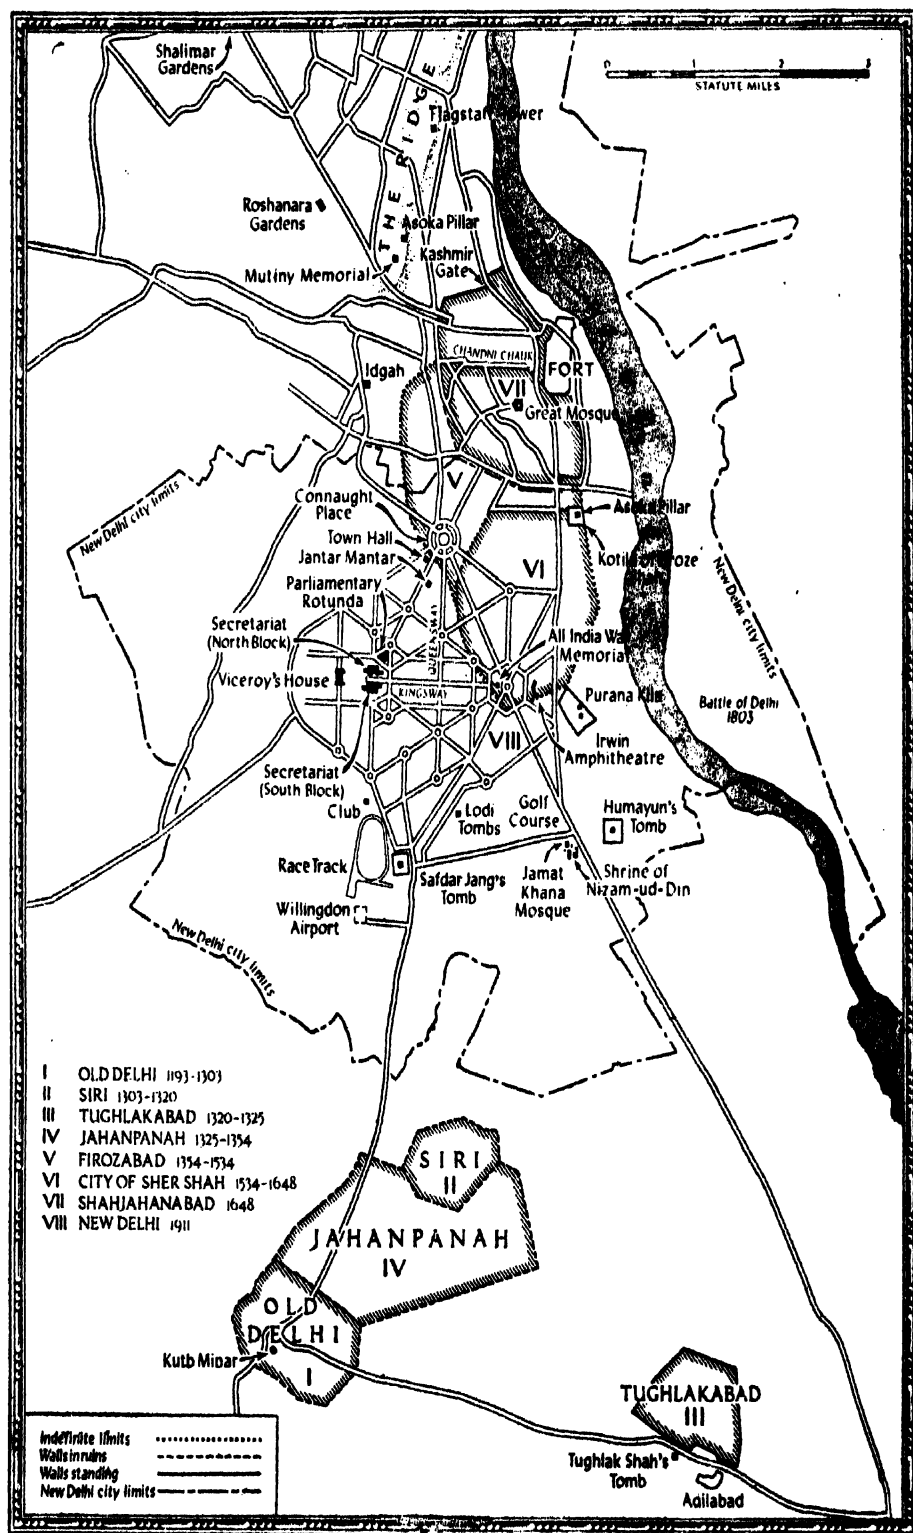 Shalimar
Gardens
0 1 2 3
STATUTE MILES
THE RIDGE
Flagstaff Tower
Roshanara
Gardens
Asoka Pillar
Mutiny Memorial
Kashmir
Gate
CHANDNI CHAUK
FORT
Idgah
VII
Great Mosque
New Delhi city limits
V
Connaught
Place
Asoka Pillar
Town Hall
Jantar Mantar
Kotila of Firoze
Shah
VI
Parliamentary
Rotunda
New Delhi city limits
Secretariat
(North Block)
QUEENSWAY
All India War
Memorial
Viceroy's House
KINGSWAY
Purana Kila
Battle of Delhi
1803
VIII
Irwin
Amphitheatre
Secretariat
(South Block)
Club
Lodi
Tombs
Golf
Course
Humayun's
Tomb
Race Track
Safdar Jang's
Tomb
Jamat
Khana
Mosque
Shrine of
Nizam-ud-Din
Willingdon
Airport
New Delhi city limits
I OLD DELHI 1193-1303
II SIRI 1303-1320
III TUGHLAKABAD 1320-1325
IV JAHANPANAH 1325-1354
V FIROZABAD 1354-1534
VI CITY OF SHER SHAH 1534-1648
VII SHAHJAHANABAD 1648
VIII NEW DELHI 1911
SIRI
II
JAHANPANAH
IV
OLD
DELHI
I
Kutb Minar
TUGHLAKABAD
III
Tughlak Shah's
Tomb
Adilabad
Indefinite limits
Walls in ruins
Walls standing
New Delhi city limits